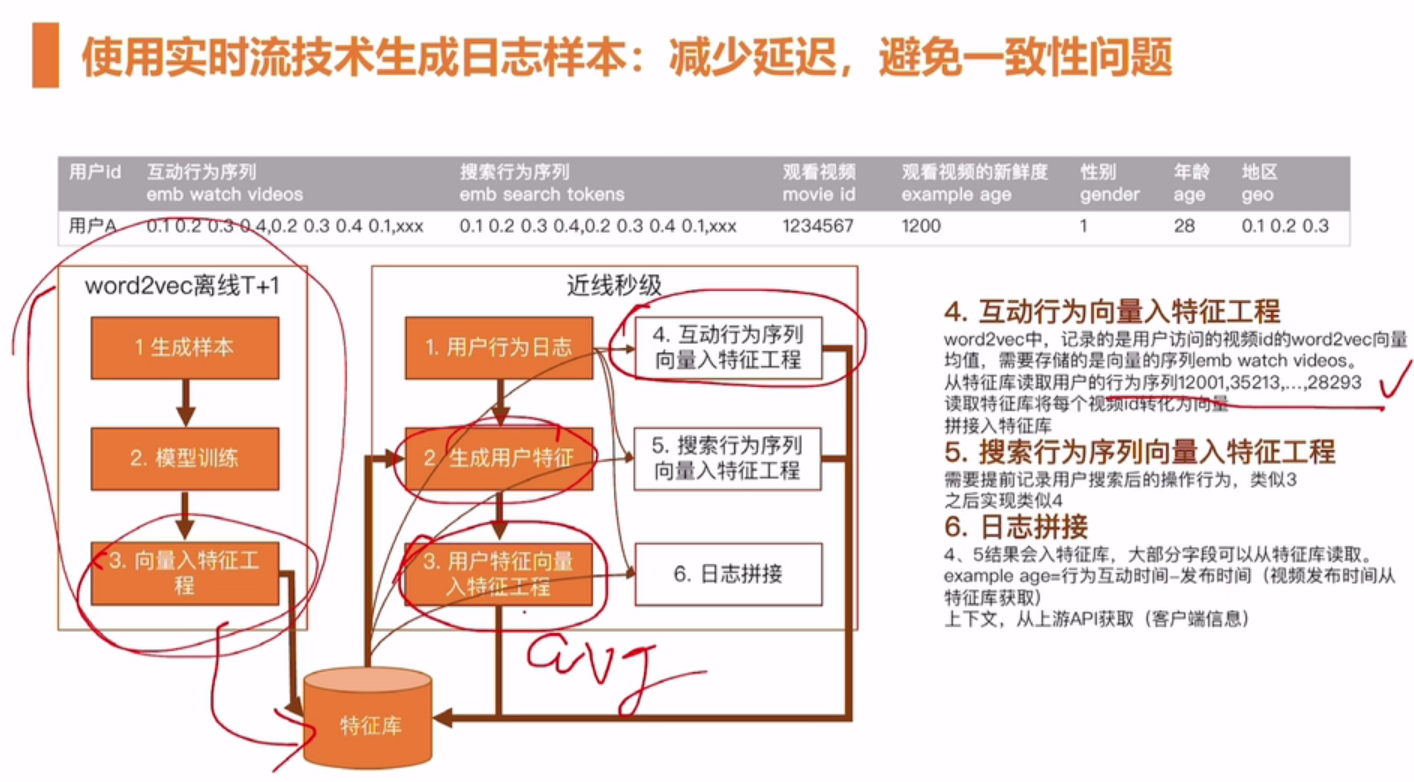 使用实时流技术生成日志样本：减少延迟，避免一致性问题
用户id 互动行为序列 搜索行为序列 观看视频 观看视频的新鲜度 性别 年龄 地区
emb watch videos emb search tokens movie id example age gender age geo
用户A 0.1 0.2 0.3 0.4,0.2 0.3 0.4 0.1,xxx 0.1 0.2 0.3 0.4,0.2 0.3 0.4 0.1,xxx 1234567 1200 1 28 0.1 0.2 0.3
word2vec离线T+1
1 生成样本
2. 模型训练
3. 向量入特征工
程
近线秒级
1. 用户行为日志
2. 生成用户特征
3. 用户特征向量
入特征工程
4. 互动行为序列
向量入特征工程
5. 搜索行为序列
向量入特征工程
6. 日志拼接
avg
特征库
4. 互动行为向量入特征工程
word2vec中，记录的是用户访问的视频id的word2vec向量
均值，需要存储的是向量的序列emb watch videos。
从特征库读取用户的行为序列12001,35213,...,28293
读取特征库将每个视频id转化为向量
拼接入特征库
5. 搜索行为序列向量入特征工程
需要提前记录用户搜索后的操作行为，类似3
之后实现类似4
6. 日志拼接
4、5结果会入特征库，大部分字段可以从特征库读取。
example age=行为互动时间-发布时间（视频发布时间从
特征库获取）
上下文，从上游API获取（客户端信息）